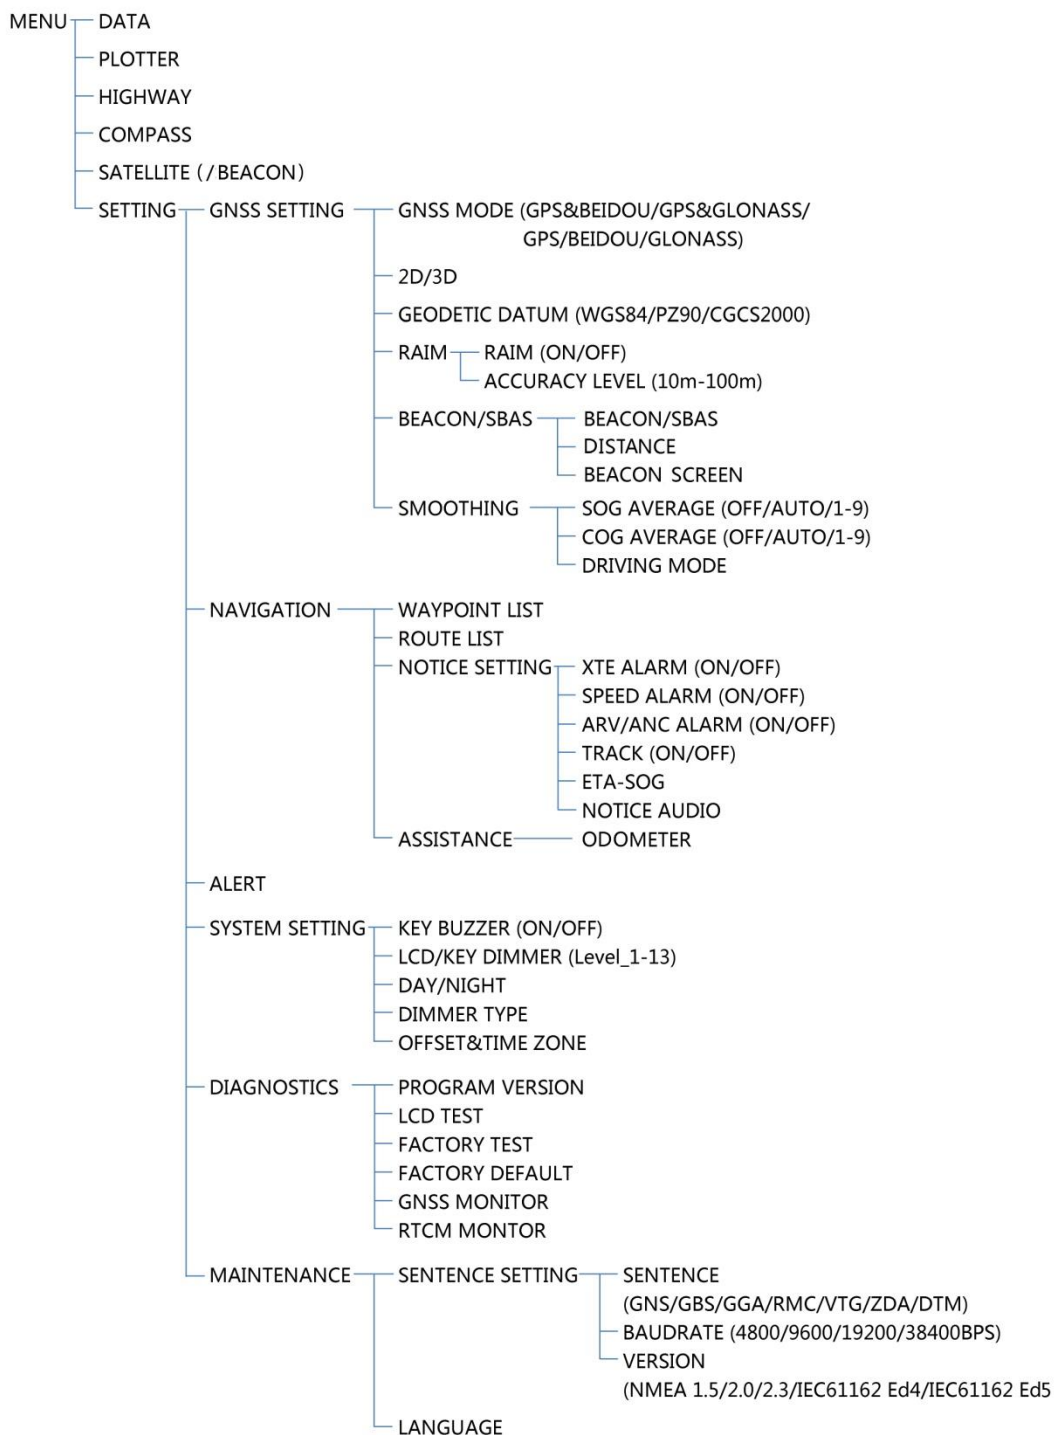 MENU DATA
PLOTTER
HIGHWAY
COMPASS
SATELLITE (/BEACON)
SETTING GNSS SETTING GNSS MODE (GPS&BEIDOU/GPS&GLONASS/
GPS/BEIDOU/GLONASS)
2D/3D
GEODETIC DATUM (WGS84/PZ90/CGCS2000)
RAIM RAIM (ON/OFF)
ACCURACY LEVEL (10m-100m)
BEACON/SBAS BEACON/SBAS
DISTANCE
BEACON SCREEN
SMOOTHING SOG AVERAGE (OFF/AUTO/1-9)
COG AVERAGE (OFF/AUTO/1-9)
DRIVING MODE
NAVIGATION WAYPOINT LIST
ROUTE LIST
NOTICE SETTING XTE ALARM (ON/OFF)
SPEED ALARM (ON/OFF)
ARV/ANC ALARM (ON/OFF)
TRACK (ON/OFF)
ETA-SOG
NOTICE AUDIO
ASSISTANCE ODOMETER
ALERT
SYSTEM SETTING KEY BUZZER (ON/OFF)
LCD/KEY DIMMER (Level_1-13)
DAY/NIGHT
DIMMER TYPE
OFFSET&TIME ZONE
DIAGNOSTICS PROGRAM VERSION
LCD TEST
FACTORY TEST
FACTORY DEFAULT
GNSS MONITOR
RTCM MONTOR
MAINTENANCE SENTENCE SETTING SENTENCE
(GNS/GBS/GGA/RMC/VTG/ZDA/DTM)
BAUDRATE (4800/9600/19200/38400BPS)
VERSION
(NMEA 1.5/2.0/2.3/IEC61162 Ed4/IEC61162 Ed5
LANGUAGE